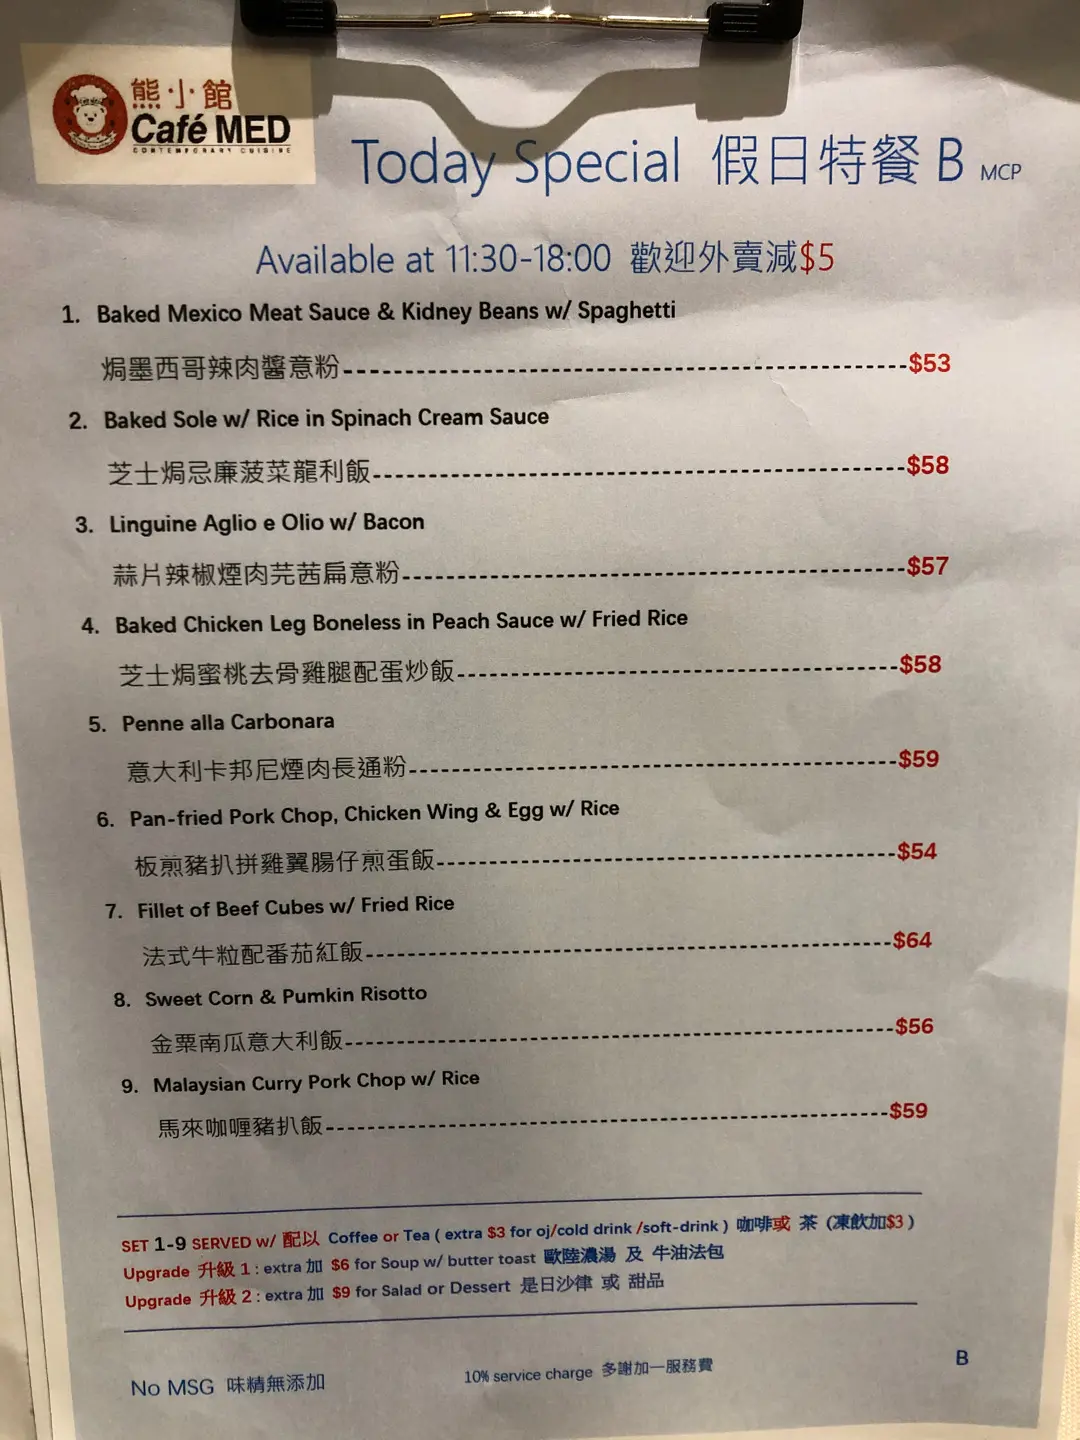 熊·小館
Café MED
CONTEMPORARY CUISINE
Today Special 假日特餐 B MCP
Available at 11:30-18:00 歡迎外賣減$5
1. Baked Mexico Meat Sauce & Kidney Beans w/ Spaghetti
焗墨西哥辣肉醬意粉---$53
2. Baked Sole w/ Rice in Spinach Cream Sauce
芝士焗忌廉菠菜龍利飯---$58
3. Linguine Aglio e Olio w/ Bacon
蒜片辣椒煙肉芫茜扁意粉---$57
4. Baked Chicken Leg Boneless in Peach Sauce w/ Fried Rice
芝士焗蜜桃去骨雞腿配蛋炒飯---$58
5. Penne alla Carbonara
意大利卡邦尼煙肉長通粉---$59
6. Pan-fried Pork Chop, Chicken Wing & Egg w/ Rice
板煎豬扒拼雞翼腸仔煎蛋飯---$54
7. Fillet of Beef Cubes w/ Fried Rice
法式牛粒配番茄紅飯---$64
8. Sweet Corn & Pumkin Risotto
金粟南瓜意大利飯---$56
9. Malaysian Curry Pork Chop w/ Rice
馬來咖喱豬扒飯---$59
SET 1-9 SERVED w/ 配以 Coffee or Tea ( extra $3 for oj/cold drink /soft-drink ) 咖啡或 茶 (凍飲加$3 )
Upgrade 升級 1 : extra 加 $6 for Soup w/ butter toast 歐陸濃湯 及 牛油法包
Upgrade 升級 2 : extra 加 $9 for Salad or Dessert 是日沙律 或 甜品
No MSG 味精無添加
10% service charge 多謝加一服務費
B